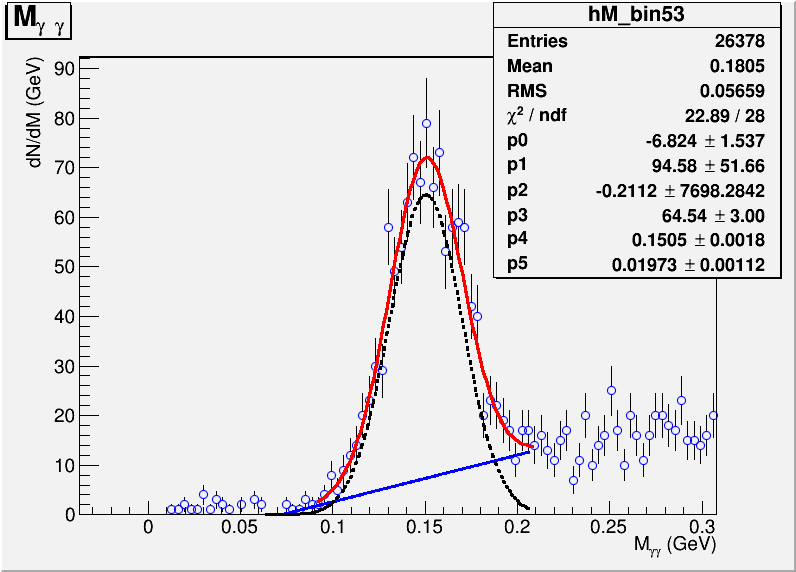 Mγ γ
hM_bin53
Entries 26378
Mean 0.1805
RMS 0.05659
χ² / ndf 22.89 / 28
p0 -6.824 ± 1.537
p1 94.58 ± 51.66
p2 -0.2112 ± 7698.2842
p3 64.54 ± 3.00
p4 0.1505 ± 0.0018
p5 0.01973 ± 0.00112
dN/dM (GeV)
90
80
70
60
50
40
30
20
10
0
0 0.05 0.1 0.15 0.2 0.25 0.3
Mγγ (GeV)